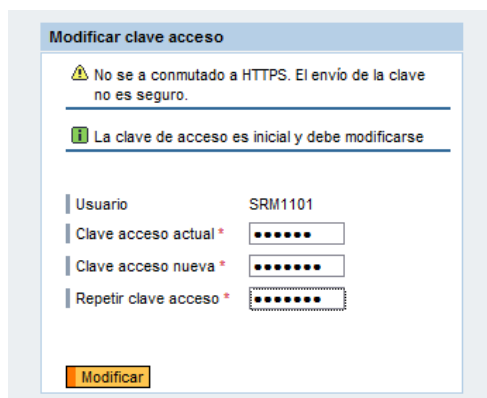 Modificar clave acceso
No se a conmutado a HTTPS. El envío de la clave
no es seguro.
La clave de acceso es inicial y debe modificarse
Usuario SRM1101
Clave acceso actual * ••••••
Clave acceso nueva * •••••••
Repetir clave acceso * •••••••
Modificar